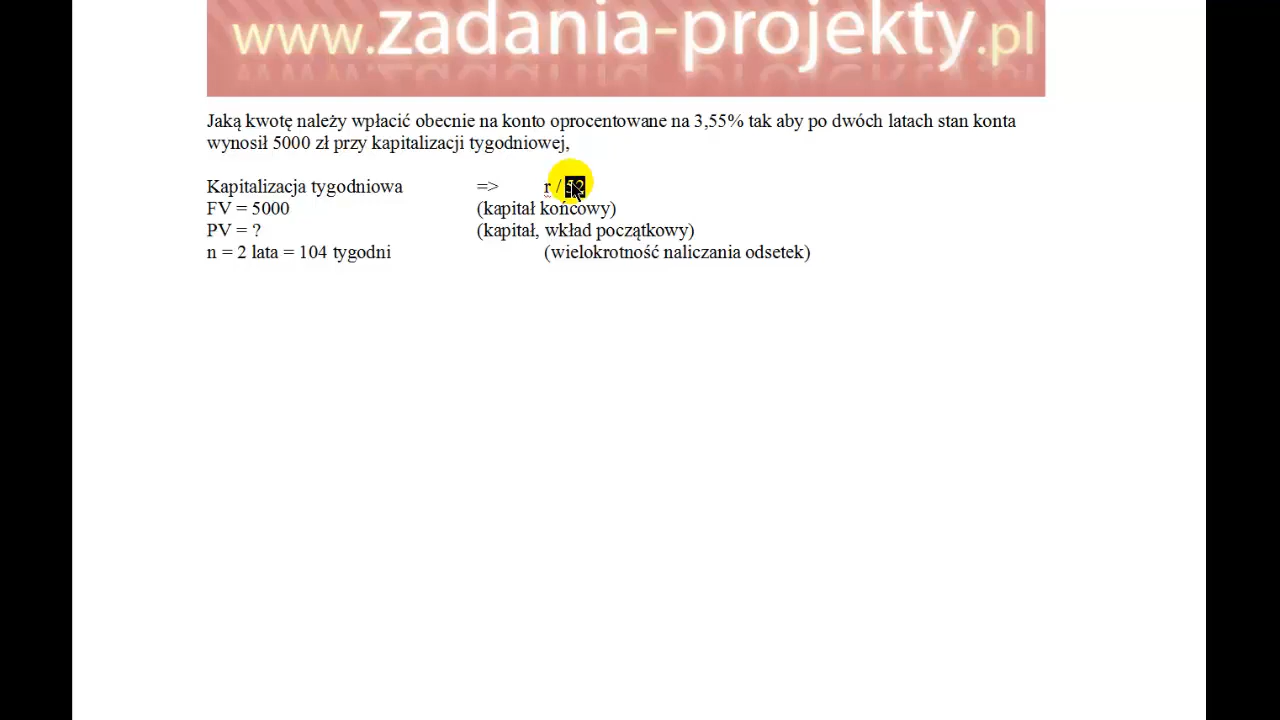 www.zadania-projekty.pl
Jaką kwotę należy wpłacić obecnie na konto oprocentowane na 3,55% tak aby po dwóch latach stan konta
wynosił 5000 zł przy kapitalizacji tygodniowej,
Kapitalizacja tygodniowa => r / 52
FV = 5000 (kapitał końcowy)
PV = ? (kapitał, wkład początkowy)
n = 2 lata = 104 tygodni (wielokrotność naliczania odsetek)